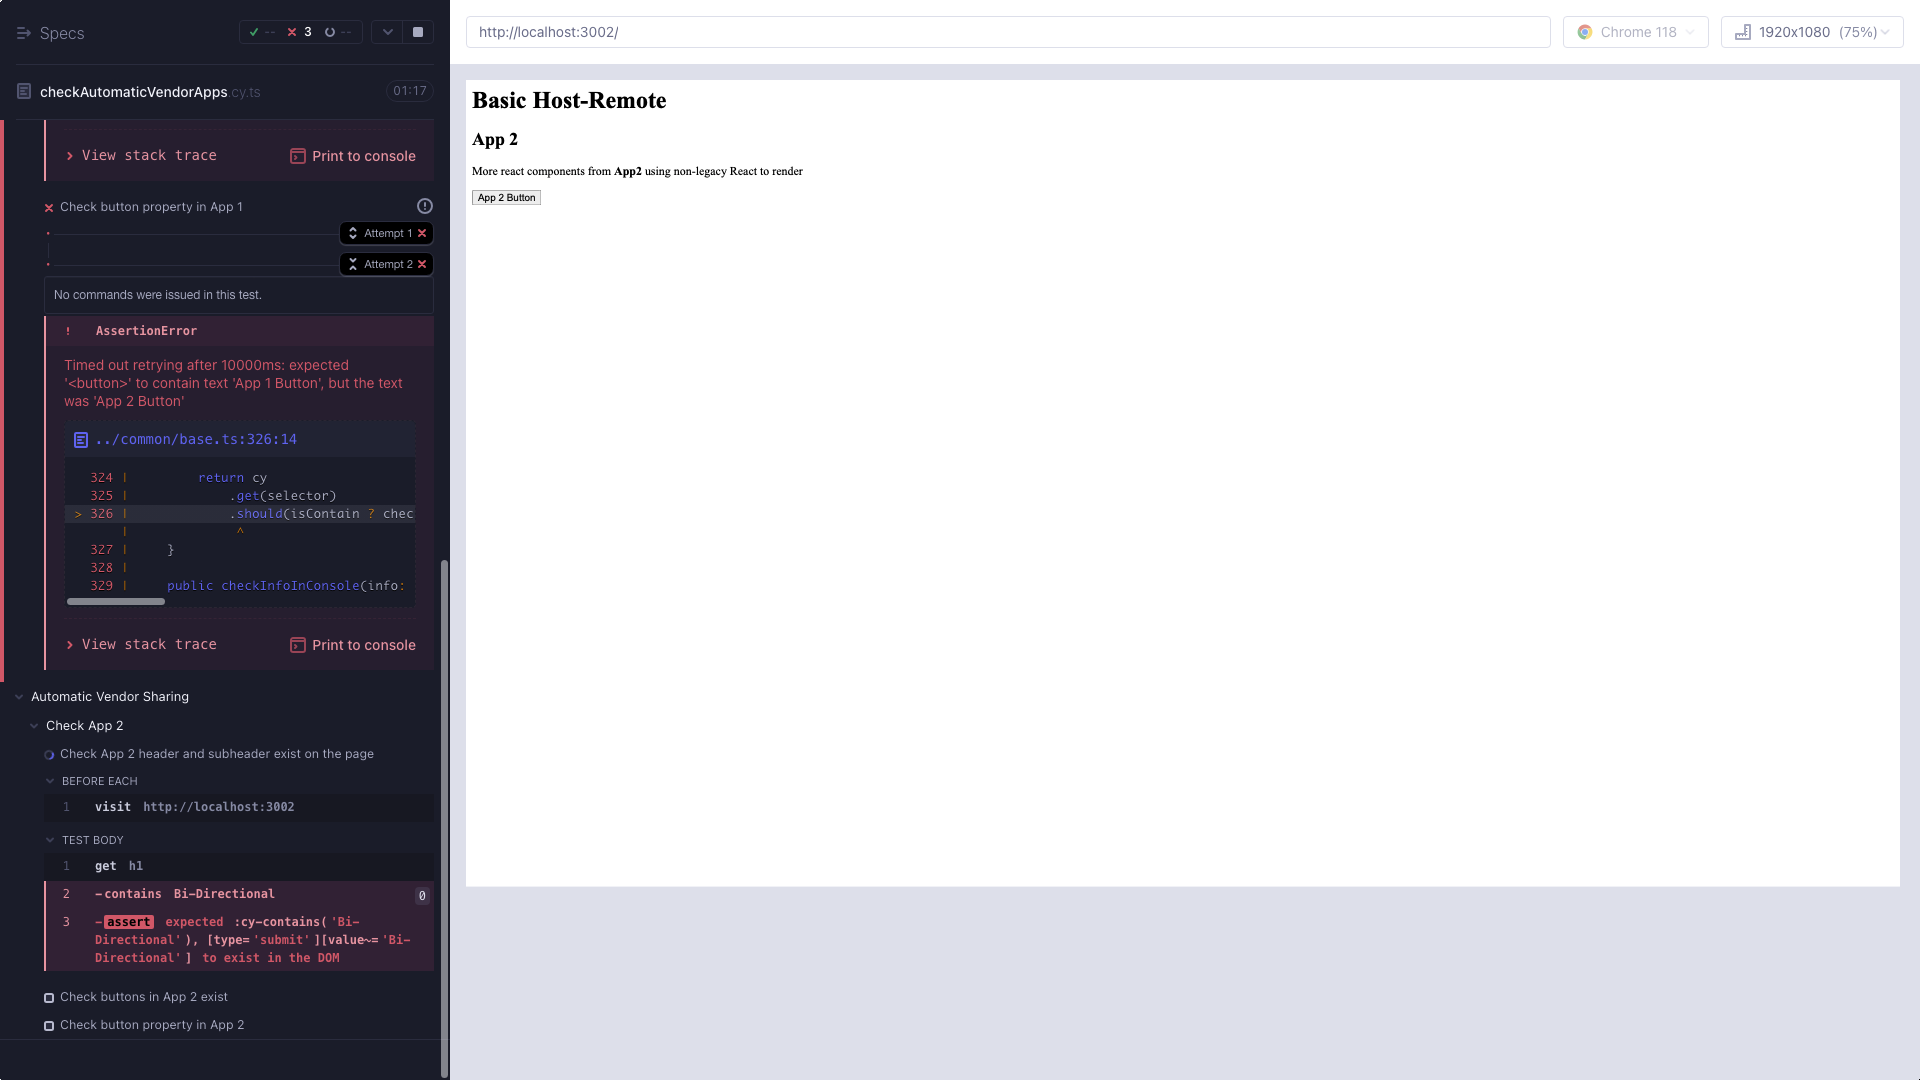 Specs
-- 3 --
checkAutomaticVendorApps.cy.ts 01:17
View stack trace Print to console
Check button property in App 1
Attempt 1
Attempt 2
No commands were issued in this test.
! AssertionError
Timed out retrying after 10000ms: expected
'<button>' to contain text 'App 1 Button', but the text
was 'App 2 Button'
../common/base.ts:326:14
324 | return cy
325 | .get(selector)
> 326 | .should(isContain ? chec
| ^
327 | }
328 |
329 | public checkInfoInConsole(info:
View stack trace Print to console
Automatic Vendor Sharing
Check App 2
Check App 2 header and subheader exist on the page
BEFORE EACH
1 visit http://localhost:3002
TEST BODY
1 get h1
2 -contains Bi-Directional 0
3 -assert expected :cy-contains('Bi-
Directional'), [type='submit'][value~='Bi-
Directional'] to exist in the DOM
Check buttons in App 2 exist
Check button property in App 2
http://localhost:3002/
Chrome 118
1920x1080 (75%)
Basic Host-Remote
App 2
More react components from App2 using non-legacy React to render
App 2 Button